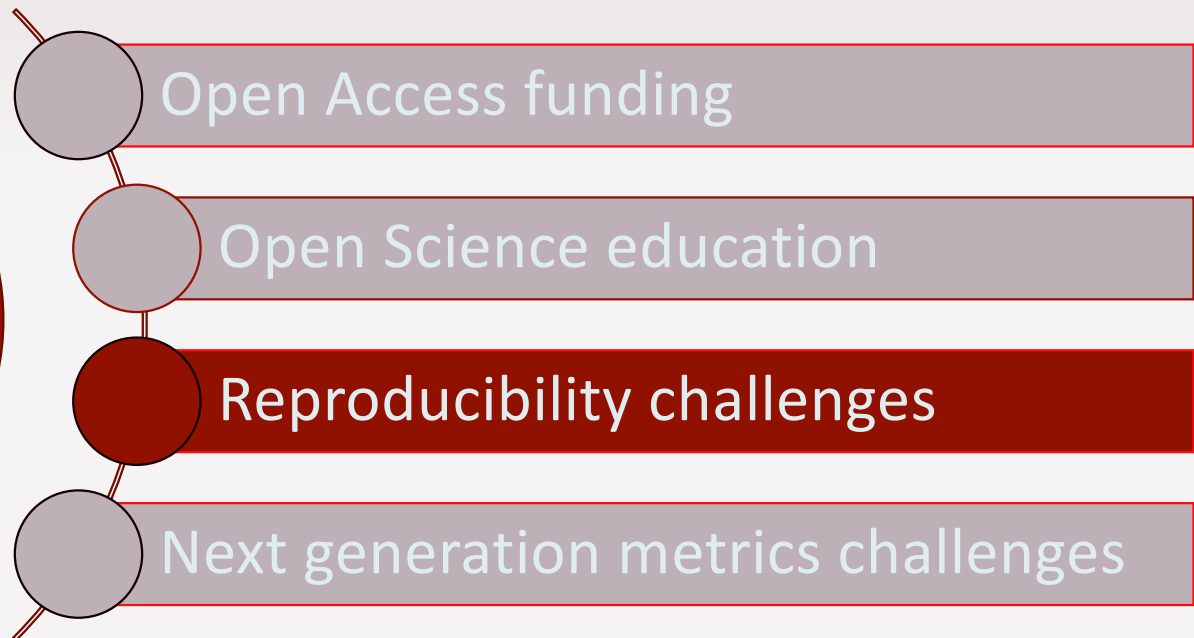 Open Access funding
Open Science education
Reproducibility challenges
Next generation metrics challenges